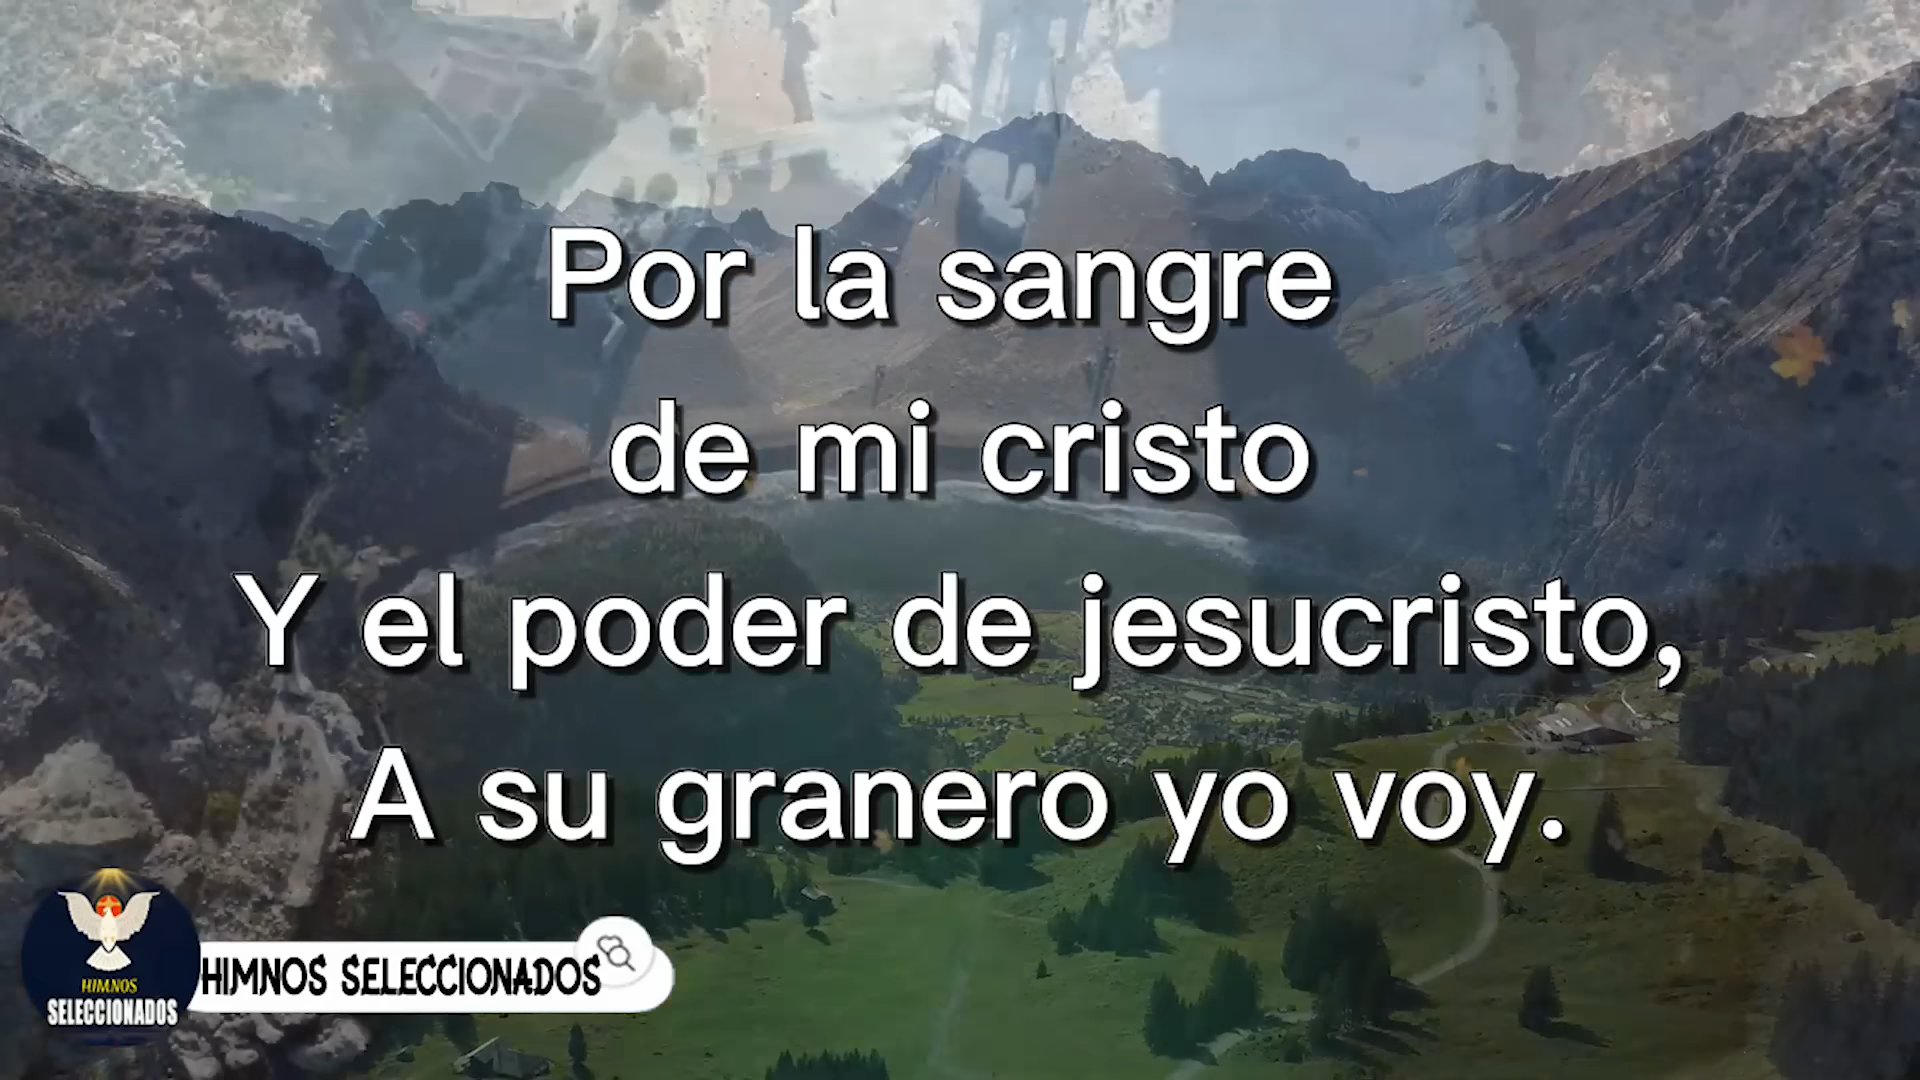 Por la sangre
de mi cristo
Y el poder de jesucristo,
A su granero yo voy.
HIMNOS SELECCIONADOS
HIMNOS
SELECCIONADOS